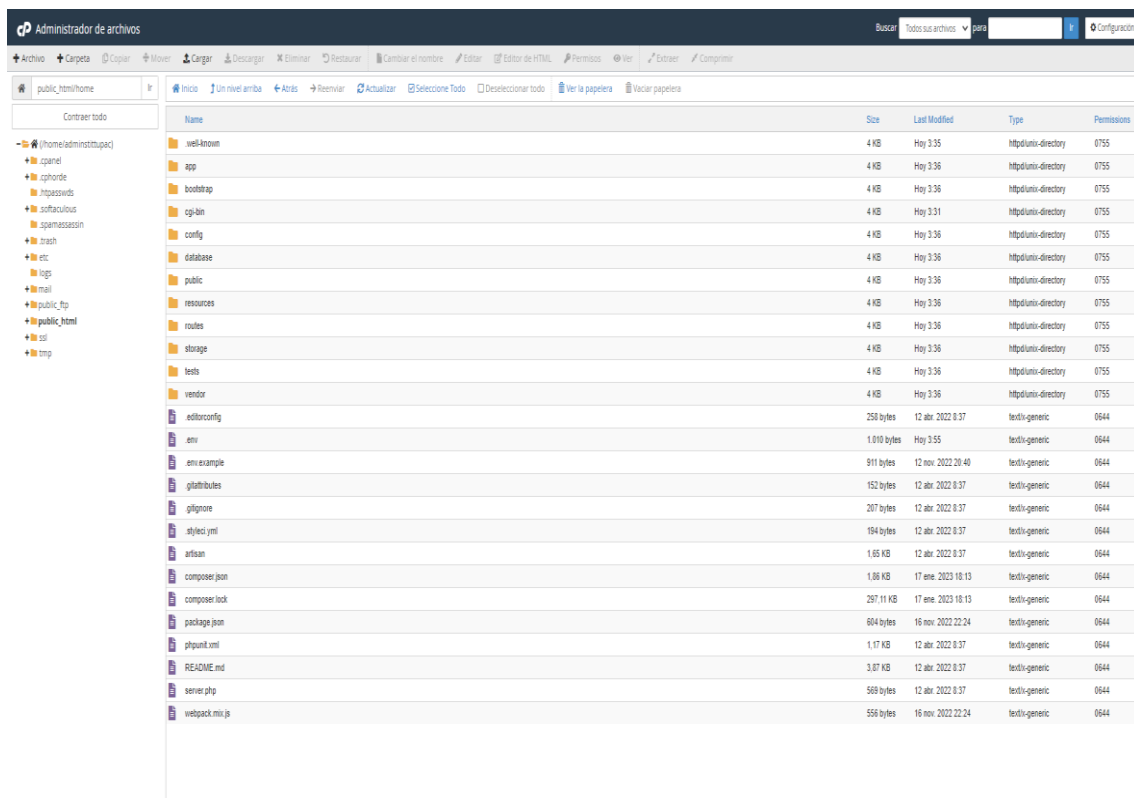 cP Administrador de archivos
Buscar Todos sus archivos para Ir Configuración
Archivo Carpeta Copiar Mover Cargar Descargar Eliminar Restaurar Cambiar el nombre Editar Editor de HTML Permisos Ver Extraer Comprimir
public_html/home Ir Inicio Un nivel arriba Atrás Reenviar Actualizar Seleccione Todo Deseleccionar todo Ver la papelera Vaciar papelera
Contraer todo
(/home/adminstittupac)
.cpanel
.cphorde
.htpasswds
.softaculous
.spamassassin
.trash
etc
logs
mail
public_ftp
public_html
ssl
tmp
Name Size Last Modified Type Permissions
.well-known 4 KB Hoy 3:35 httpd/unix-directory 0755
app 4 KB Hoy 3:36 httpd/unix-directory 0755
bootstrap 4 KB Hoy 3:36 httpd/unix-directory 0755
cgi-bin 4 KB Hoy 3:31 httpd/unix-directory 0755
config 4 KB Hoy 3:36 httpd/unix-directory 0755
database 4 KB Hoy 3:36 httpd/unix-directory 0755
public 4 KB Hoy 3:36 httpd/unix-directory 0755
resources 4 KB Hoy 3:36 httpd/unix-directory 0755
routes 4 KB Hoy 3:36 httpd/unix-directory 0755
storage 4 KB Hoy 3:36 httpd/unix-directory 0755
tests 4 KB Hoy 3:36 httpd/unix-directory 0755
vendor 4 KB Hoy 3:36 httpd/unix-directory 0755
.editorconfig 258 bytes 12 abr. 2022 8:37 text/x-generic 0644
.env 1.010 bytes Hoy 3:55 text/x-generic 0644
.env.example 911 bytes 12 nov. 2022 20:40 text/x-generic 0644
.gitattributes 152 bytes 12 abr. 2022 8:37 text/x-generic 0644
.gitignore 207 bytes 12 abr. 2022 8:37 text/x-generic 0644
.styleci.yml 194 bytes 12 abr. 2022 8:37 text/x-generic 0644
artisan 1,65 KB 12 abr. 2022 8:37 text/x-generic 0644
composer.json 1,86 KB 17 ene. 2023 18:13 text/x-generic 0644
composer.lock 297,11 KB 17 ene. 2023 18:13 text/x-generic 0644
package.json 604 bytes 16 nov. 2022 22:24 text/x-generic 0644
phpunit.xml 1,17 KB 12 abr. 2022 8:37 text/x-generic 0644
README.md 3,87 KB 12 abr. 2022 8:37 text/x-generic 0644
server.php 569 bytes 12 abr. 2022 8:37 text/x-generic 0644
webpack.mix.js 556 bytes 16 nov. 2022 22:24 text/x-generic 0644